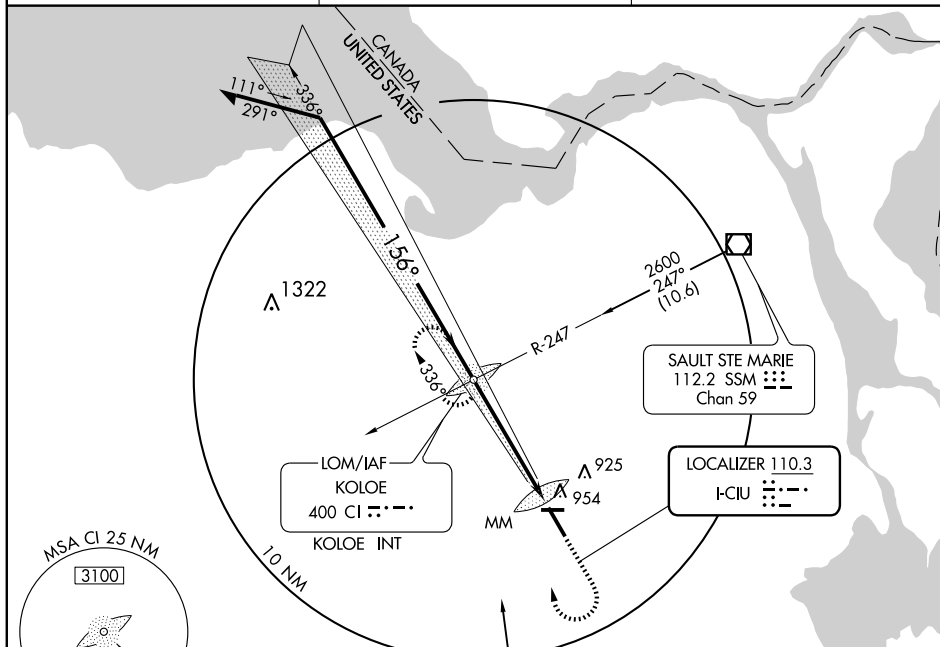 CANADA
UNITED STATES
111°
291°
336°
156°
1322
2600
247°
(10.6)
R-247
336°
SAULT STE MARIE
112.2 SSM
Chan 59
LOM/IAF
KOLOE
400 CI
KOLOE INT
925
954
MM
LOCALIZER 110.3
I-CIU
10 NM
MSA CI 25 NM
3100